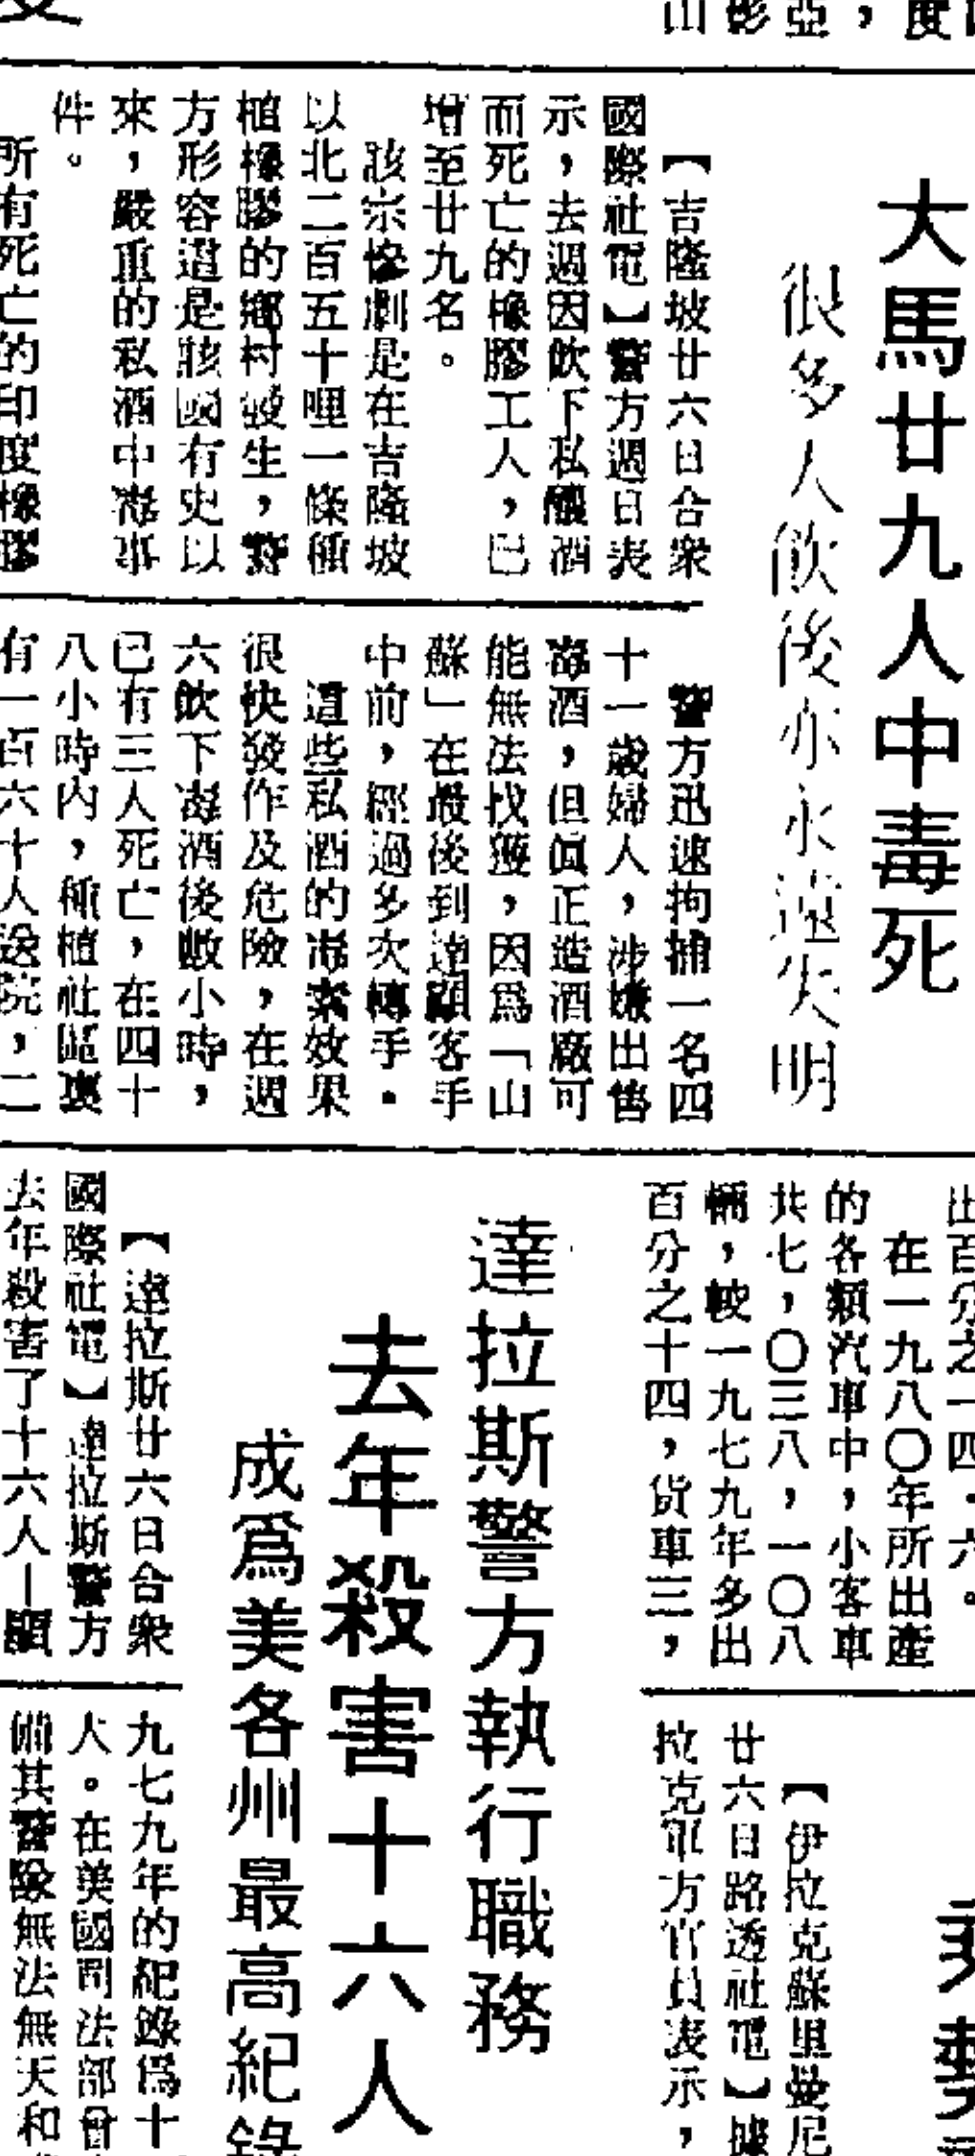 大馬廿九人中毒死
很多人飲後亦永遠失明
【吉隆坡廿六日合衆
國際社電】警方週日表
示，去週因飲下私釀酒
而死亡的橡膠工人，已
增至廿九名。
該宗慘劇是在吉隆坡
以北二百五十哩一條種
植橡膠的鄉村發生，警
方形容這是該國有史以
來，嚴重的私酒中毒事
件。
所有死亡的印度橡膠
警方迅速拘捕一名四
十一歲婦人，涉嫌出售
毒酒，但眞正造酒廠可
能無法找獲，因爲「山
蘇」在最後到達顧客手
中前，經過多次轉手。
這些私酒的毒素效果
很快發作及危險，在週
六飲下毒酒後數小時，
已有三人死亡，在四十
八小時內，種植社區裏
有一百六十人送院，二
出百分之一四·六。
在一九八〇年所出產
的各類汽車中，小客車
共七，〇三八，一〇八
輛，較一九七九年多出
百分之十四，貨車三，
達拉斯警方執行職務
去年殺害十六人
成爲美各州最高紀錄
【達拉斯廿六日合衆
國際社電】達拉斯警方
去年殺害了十六人—顯
九七九年的紀錄爲十
人。在美國司法部曾
備其警隊無法無天和
【伊拉克蘇里曼尼
廿六日路透社電】據
拉克軍方官員表示，